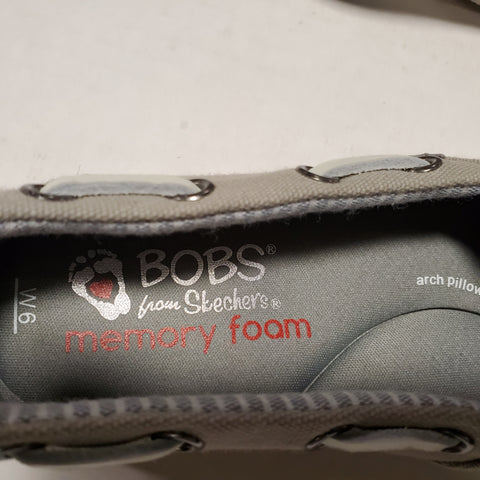 BOBS®
from Skechers®
memory foam
arch pillow
W6